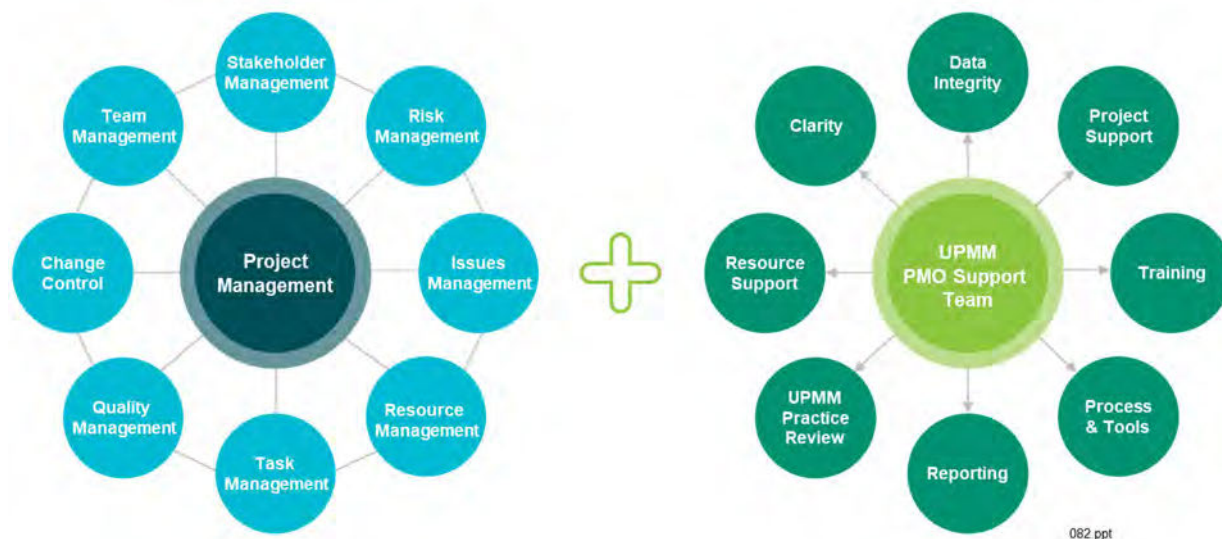 Stakeholder
Management
Risk
Management
Issues
Management
Resource
Management
Task
Management
Quality
Management
Change
Control
Team
Management
Project
Management
Data
Integrity
Project
Support
Training
Process
& Tools
Reporting
UPMM
Practice
Review
Resource
Support
Clarity
UPMM
PMO Support
Team
082 ppt